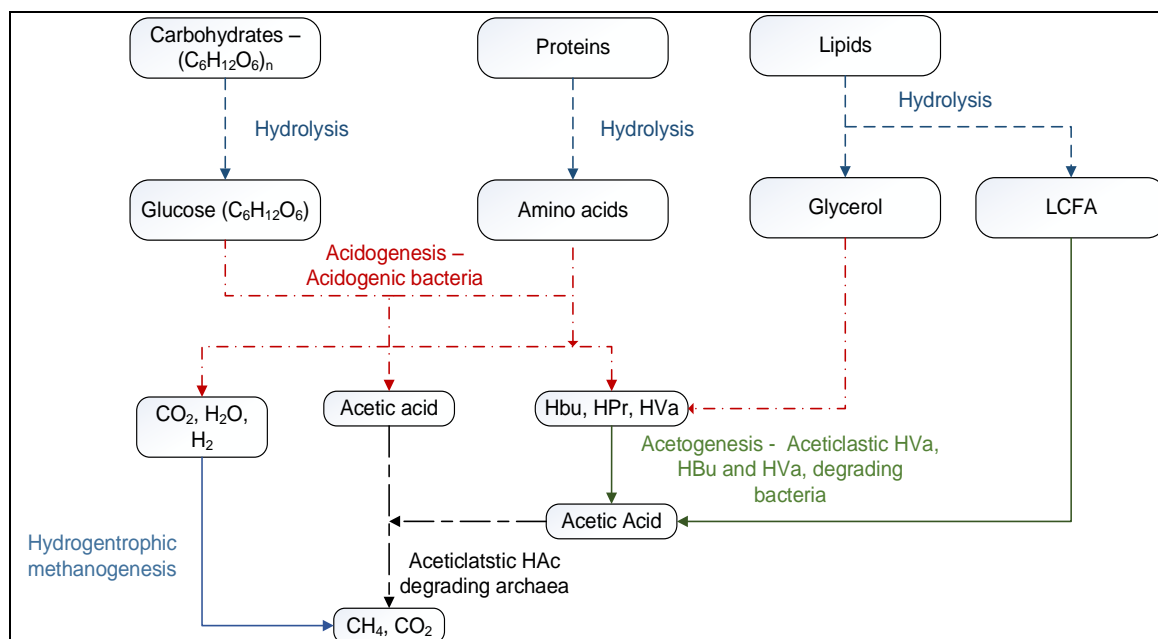 Carbohydrates –
(C₆H₁₂O₆)ₙ
Proteins
Lipids
Hydrolysis
Hydrolysis
Hydrolysis
Glucose (C₆H₁₂O₆)
Amino acids
Glycerol
LCFA
Acidogenesis –
Acidogenic bacteria
CO₂, H₂O,
H₂
Acetic acid
Hbu, HPr, HVa
Acetogenesis - Aceticlastic HVa,
HBu and HVa, degrading
bacteria
Acetic Acid
Hydrogentrophic
methanogenesis
Aceticlatstic HAc
degrading archaea
CH₄, CO₂